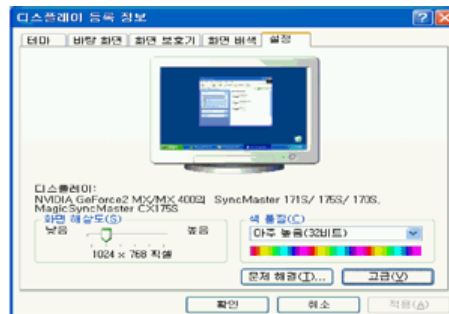 디스플레이 등록 정보
테마 바탕 화면 화면 보호기 화면 배색 설정
디스플레이:
NVIDIA GeForce2 MX/MX 400의 SyncMaster 171S/ 175S/ 170S,
MagicSyncMaster CX175S
화면 해상도(S)
낮음 높음
1024 x 768 픽셀
색 품질(C)
아주 높음(32비트)
문제 해결(T)... 고급(V)
확인 취소 적용(A)